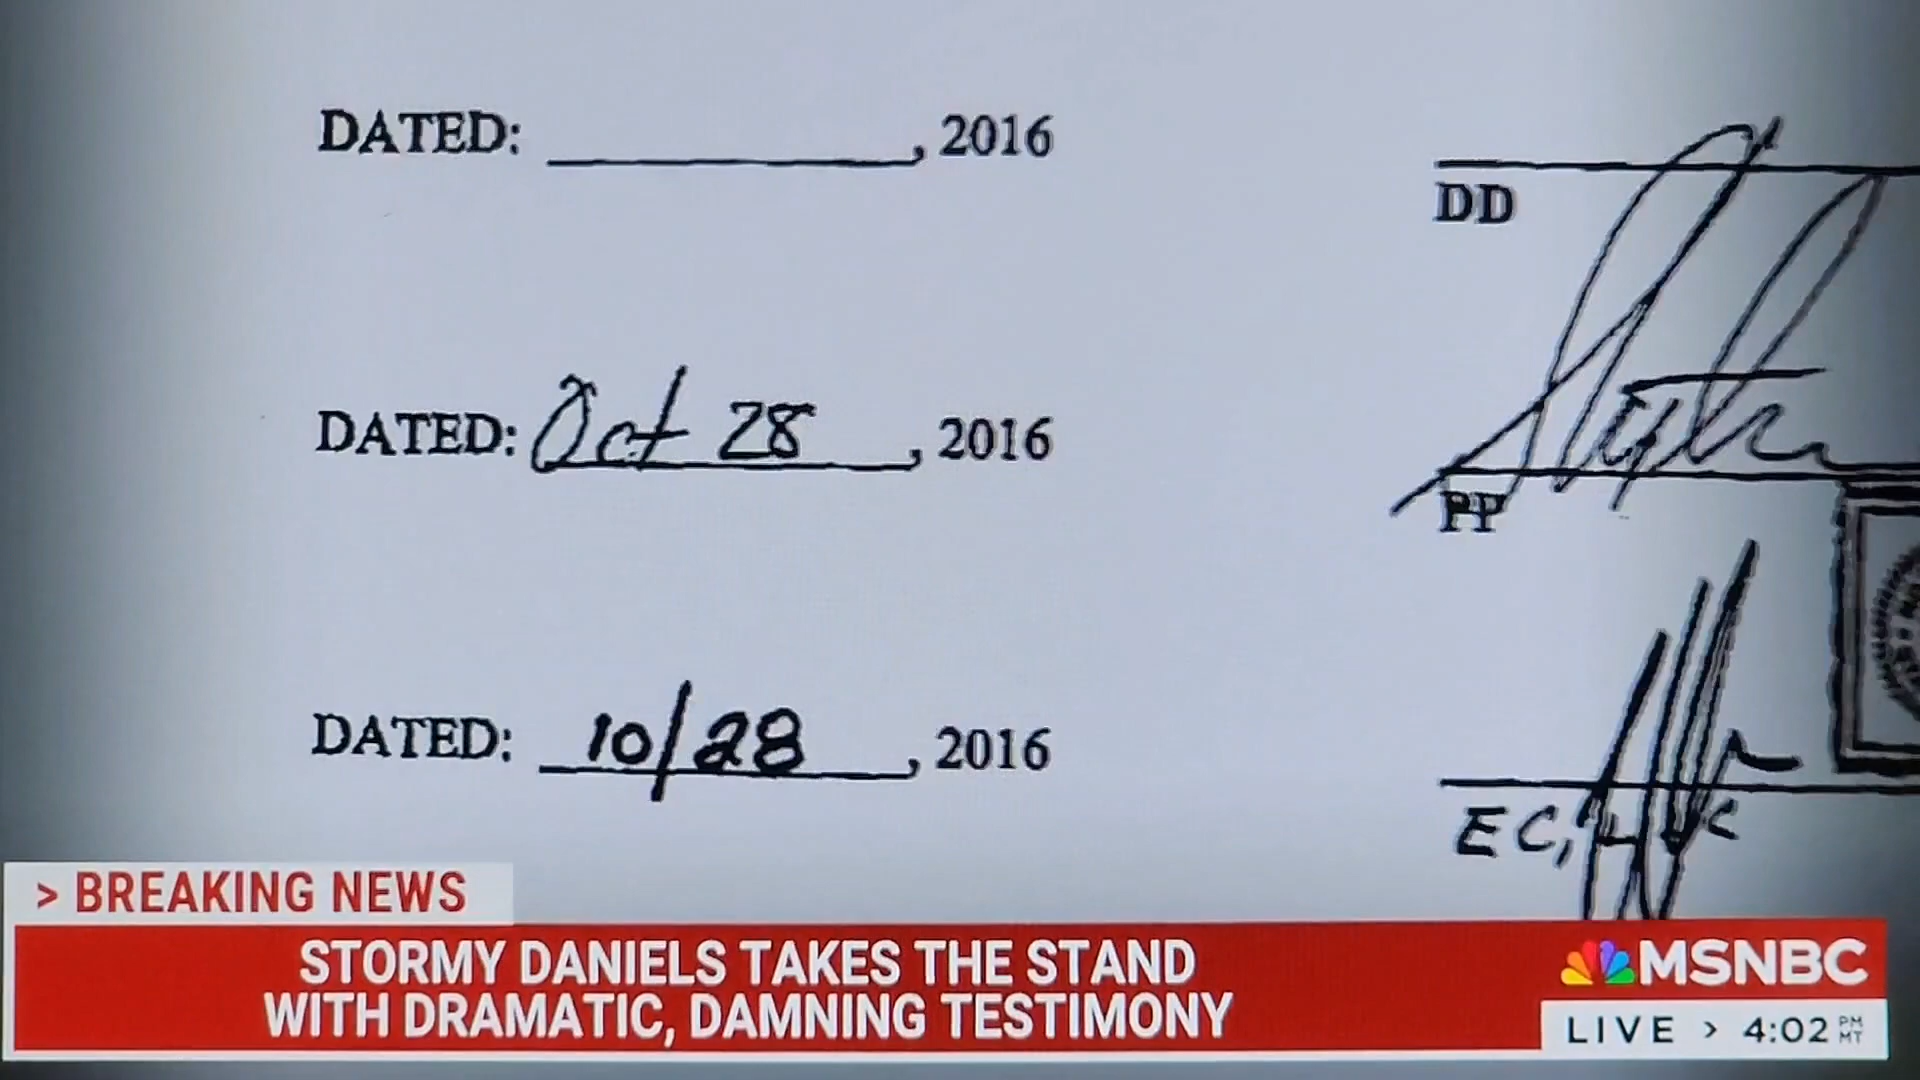 DATED: , 2016
DD
DATED: Oct 28, 2016
PP
DATED: 10/28, 2016
EC,
> BREAKING NEWS
STORMY DANIELS TAKES THE STAND
WITH DRAMATIC, DAMNING TESTIMONY
MSNBC
LIVE > 4:02 PM MT